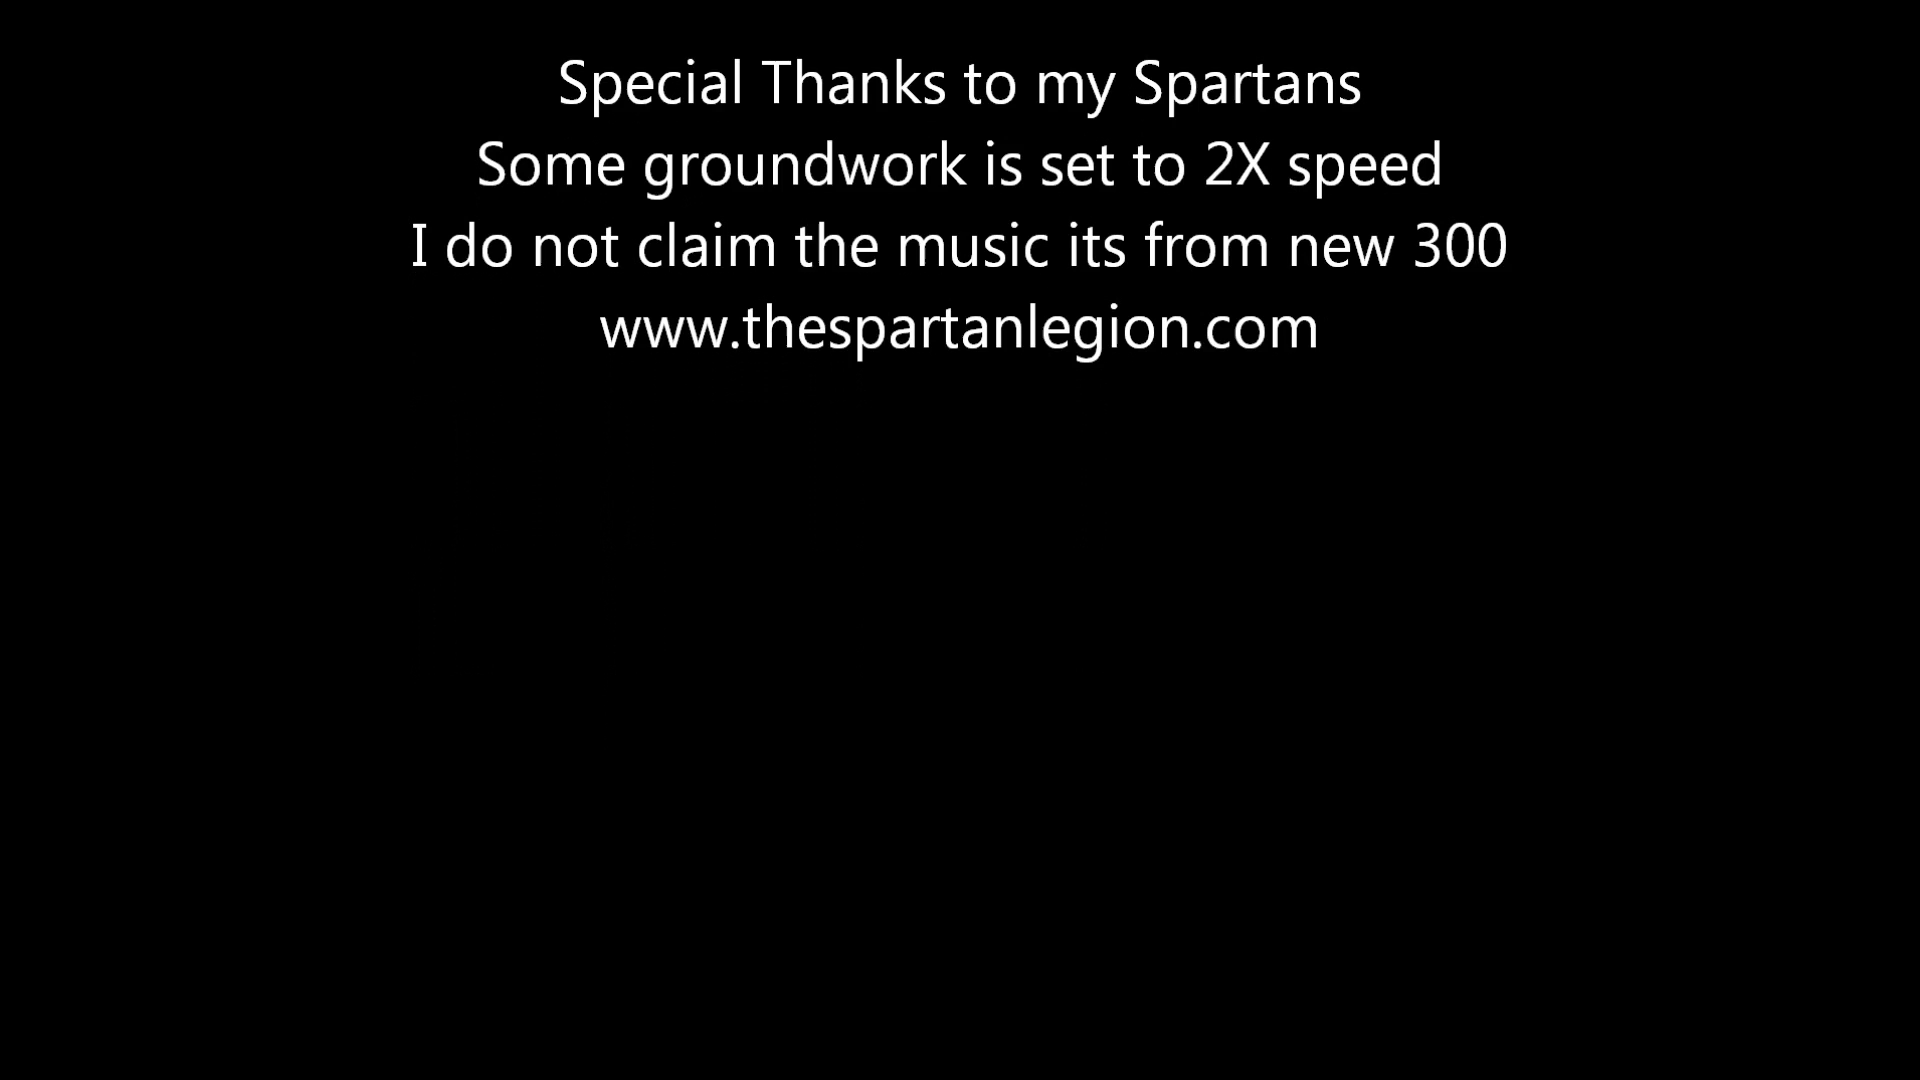 Special Thanks to my Spartans
Some groundwork is set to 2X speed
I do not claim the music its from new 300
www.thespartanlegion.com